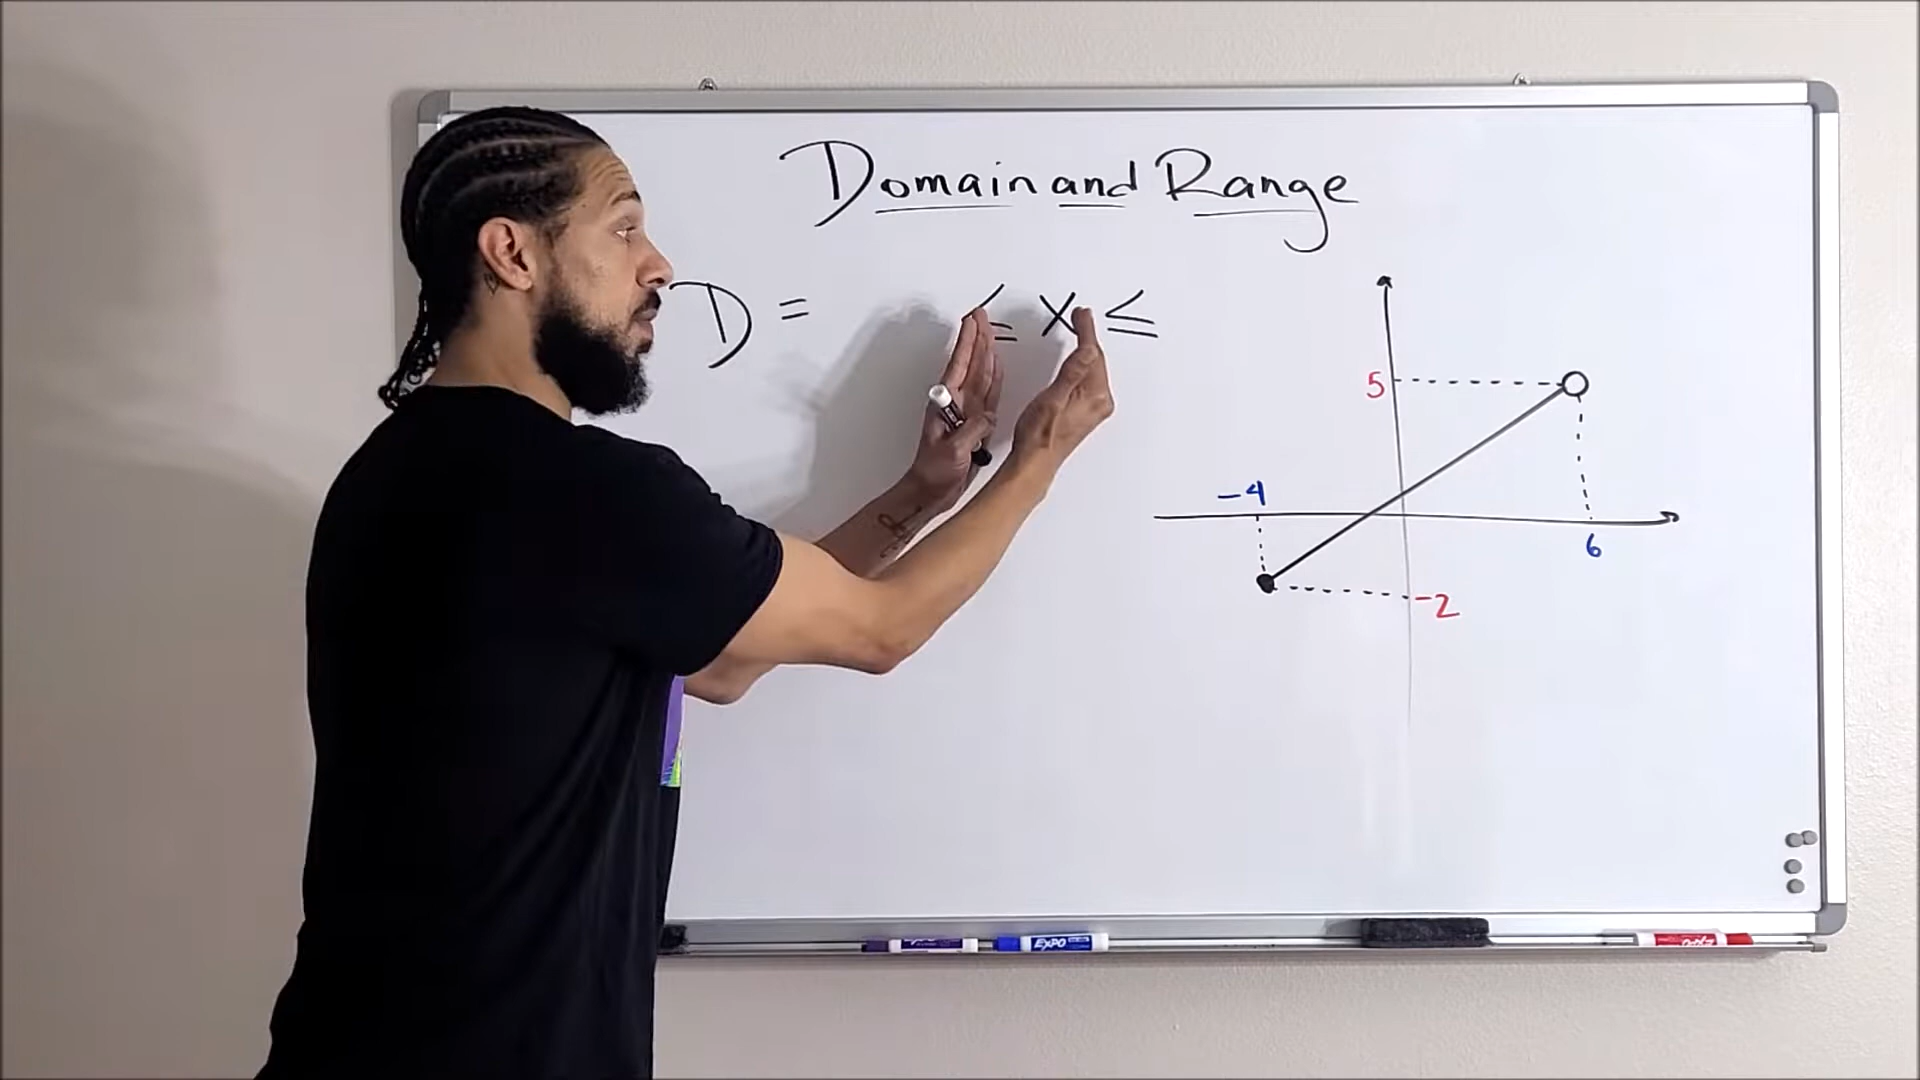 Domain and Range
D = ≤ x ≤
5
-4
6
-2
EXPO